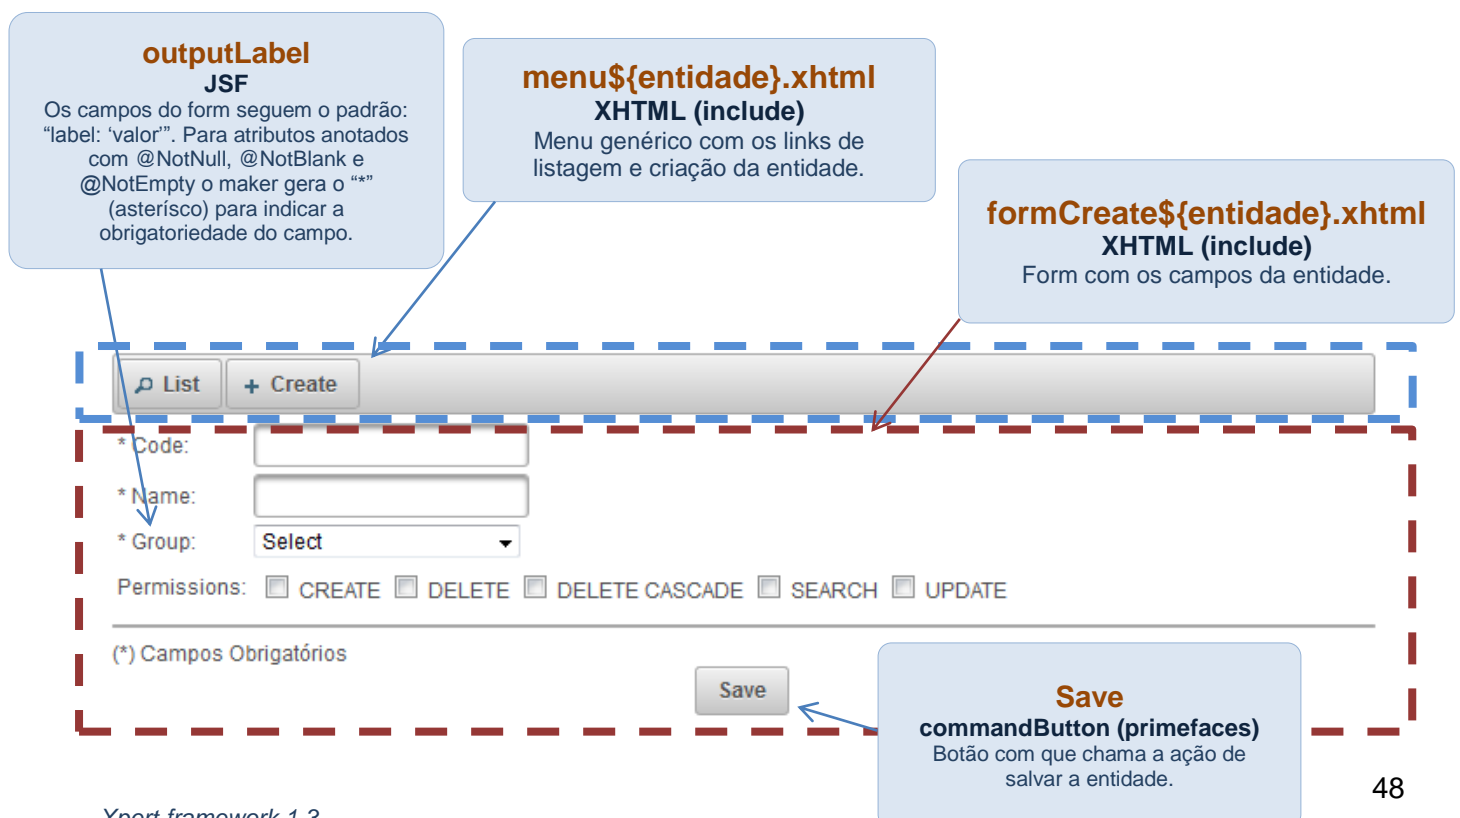 outputLabel
JSF
Os campos do form seguem o padrão:
“label: ‘valor’”. Para atributos anotados
com @NotNull, @NotBlank e
@NotEmpty o maker gera o “*”
(asterísco) para indicar a
obrigatoriedade do campo.
menu${entidade}.xhtml
XHTML (include)
Menu genérico com os links de
listagem e criação da entidade.
formCreate${entidade}.xhtml
XHTML (include)
Form com os campos da entidade.
List
+ Create
* Code:
* Name:
* Group: Select
Permissions: CREATE DELETE DELETE CASCADE SEARCH UPDATE
(*) Campos Obrigatórios
Save
Save
commandButton (primefaces)
Botão com que chama a ação de
salvar a entidade.
48
Xpert-framework 1.3